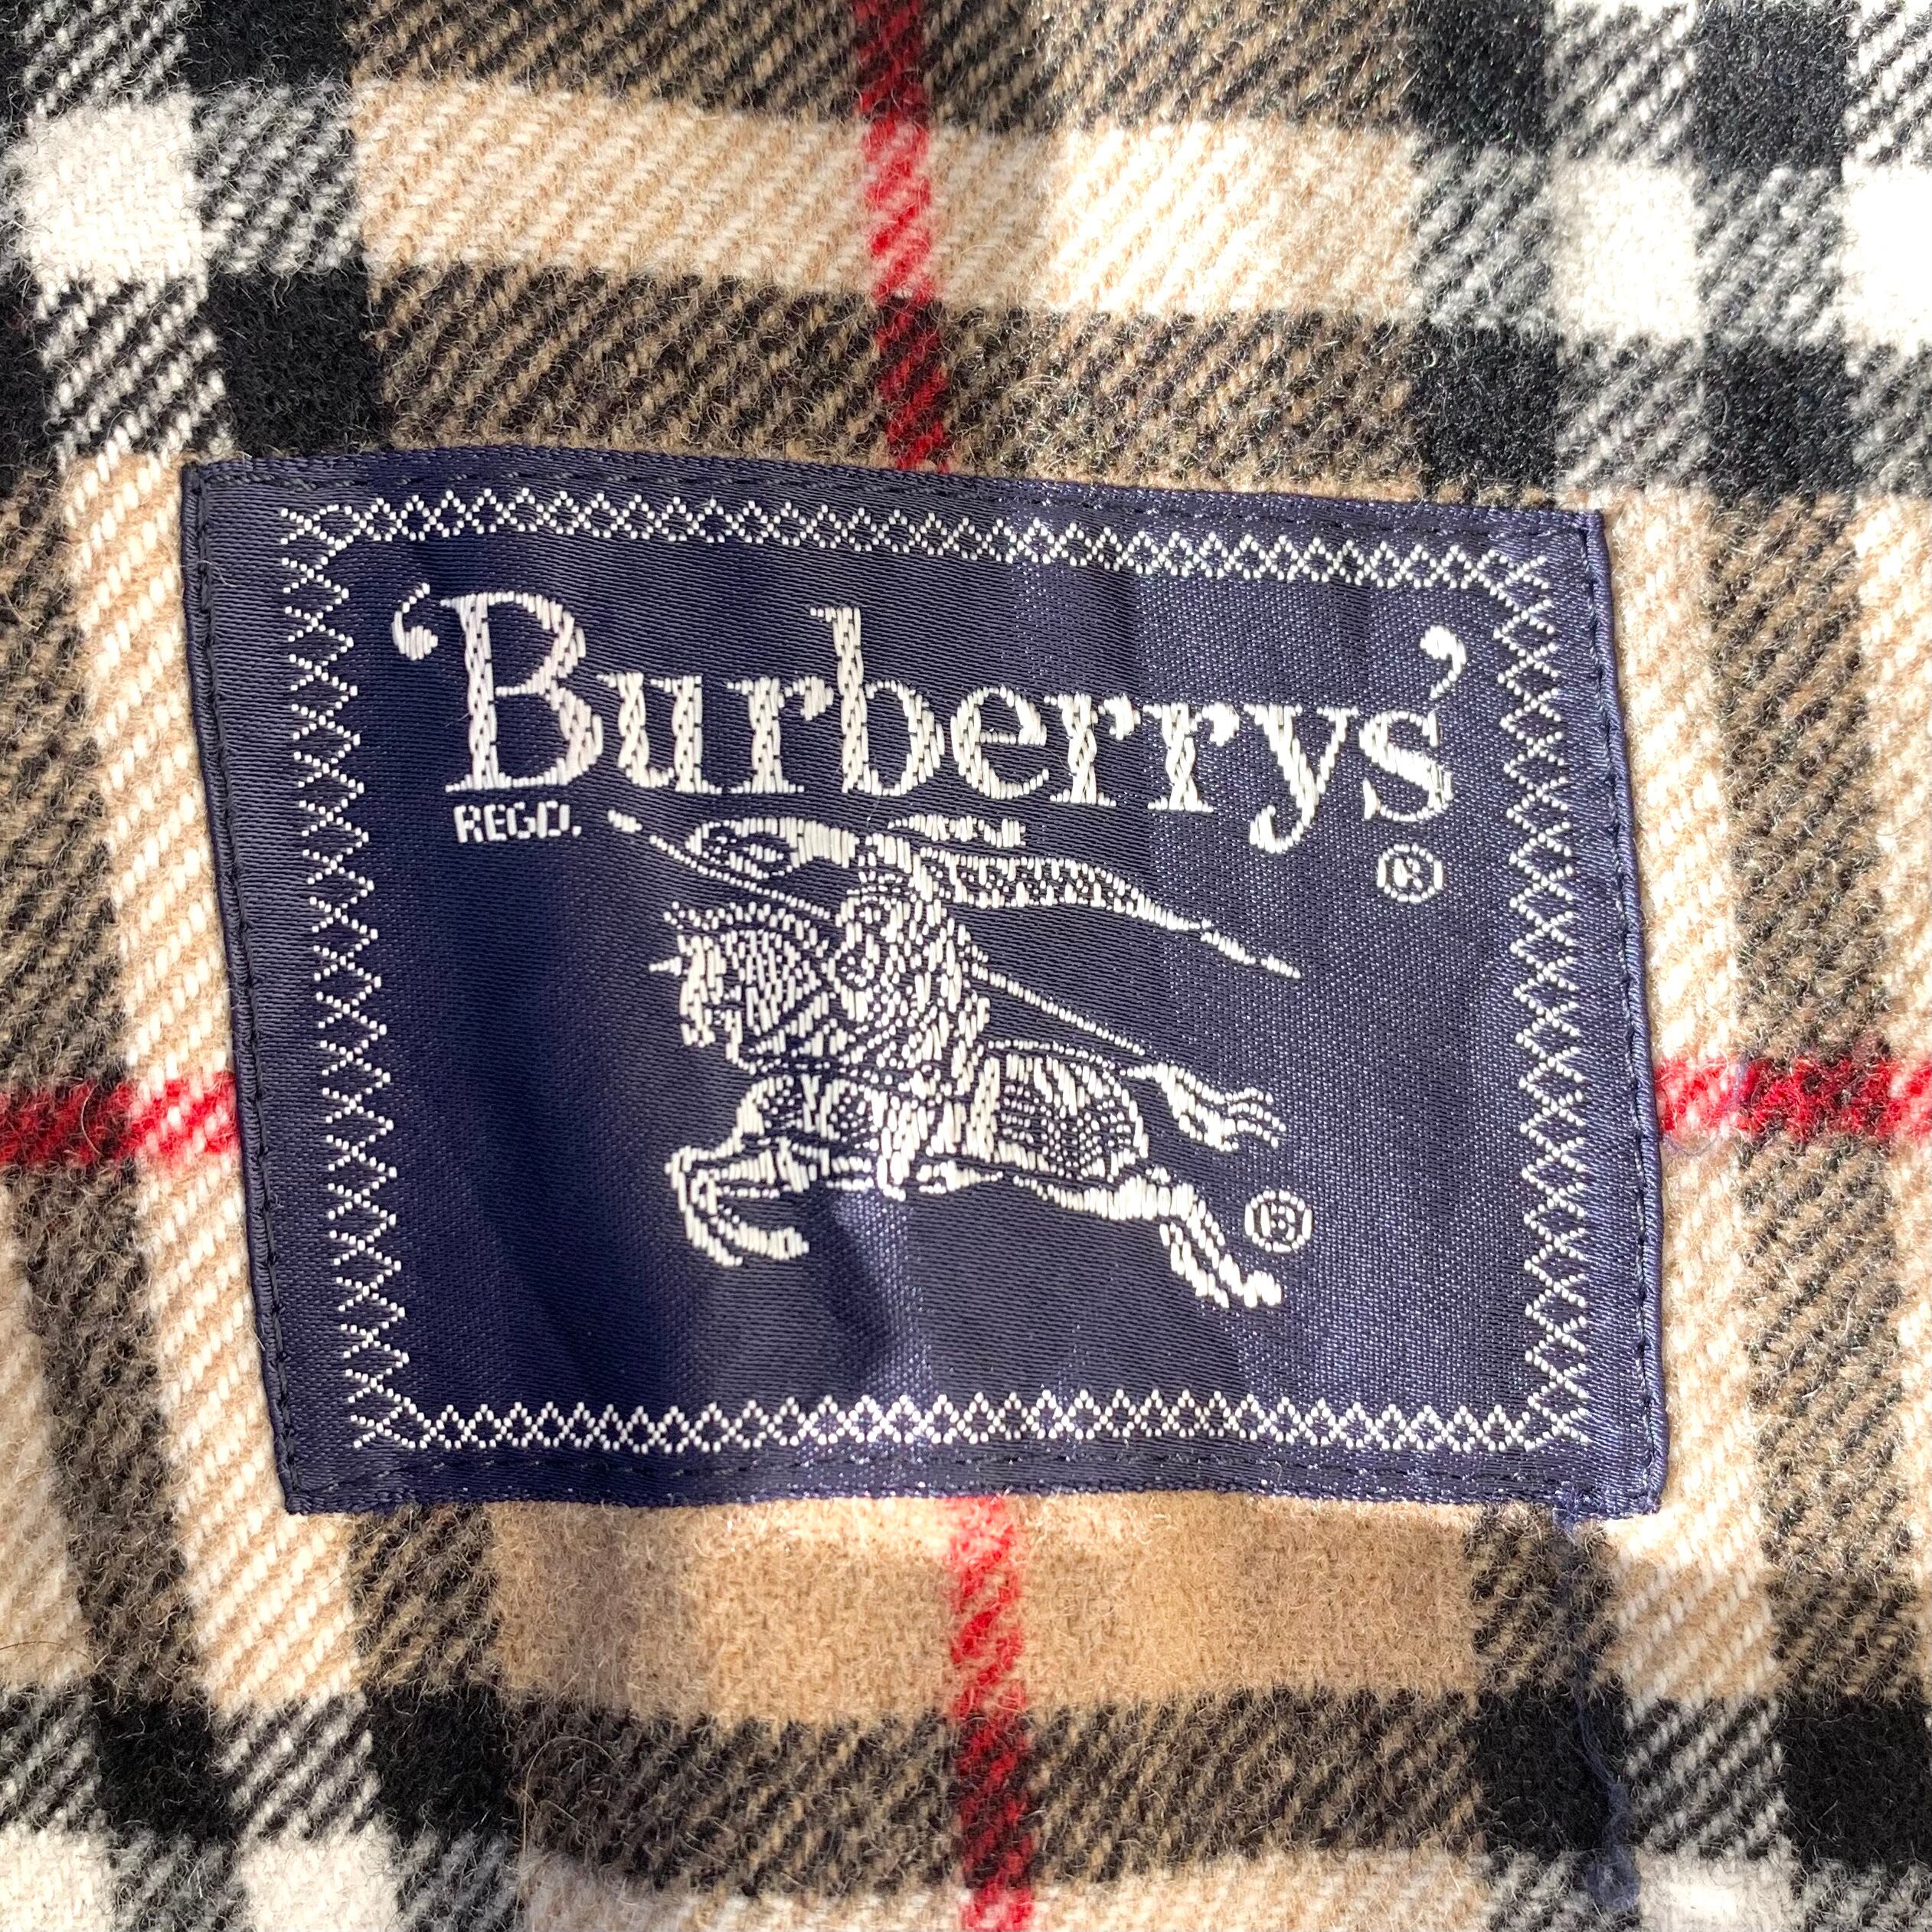 ‘Burberrys’
REGD.
®
®